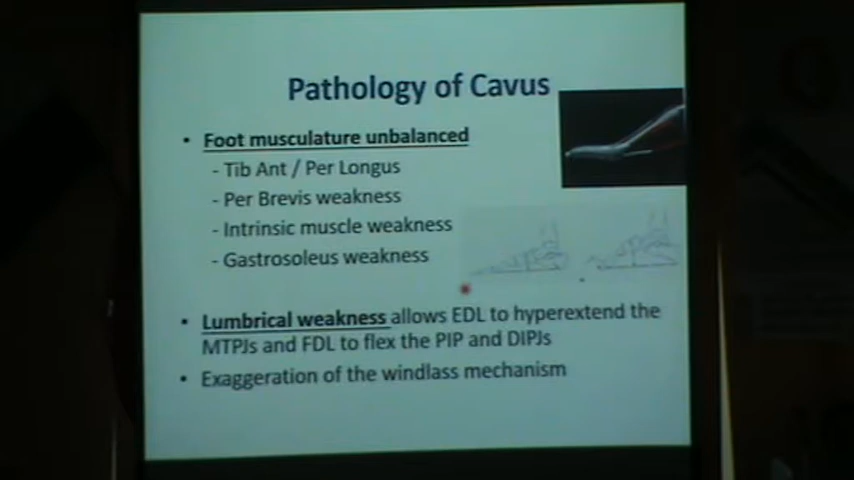 Pathology of Cavus
• Foot musculature unbalanced
- Tib Ant / Per Longus
- Per Brevis weakness
- Intrinsic muscle weakness
- Gastrosoleus weakness
• Lumbrical weakness allows EDL to hyperextend the
MTPJs and FDL to flex the PIP and DIPJs
• Exaggeration of the windlass mechanism